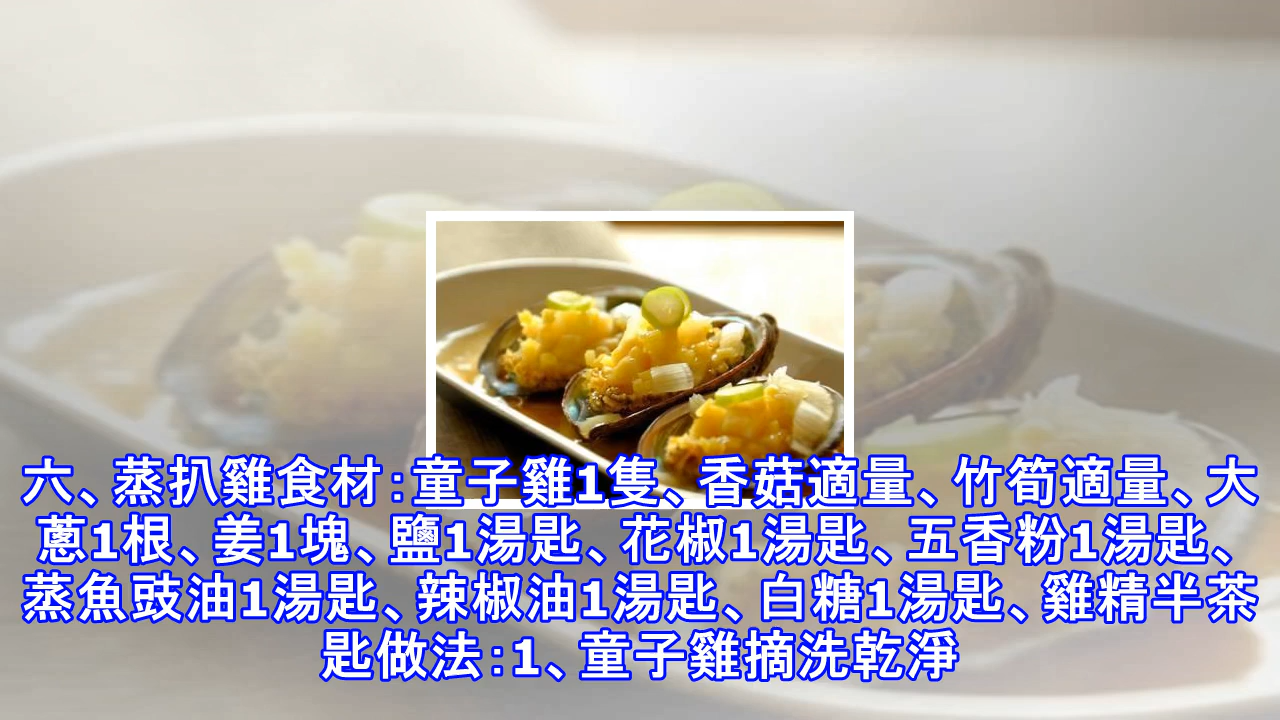 六、蒸扒雞食材：童子雞1隻、香菇適量、竹筍適量、大
蔥1根、姜1塊、鹽1湯匙、花椒1湯匙、五香粉1湯匙、
蒸魚豉油1湯匙、辣椒油1湯匙、白糖1湯匙、雞精半茶
匙做法：1、童子雞摘洗乾淨